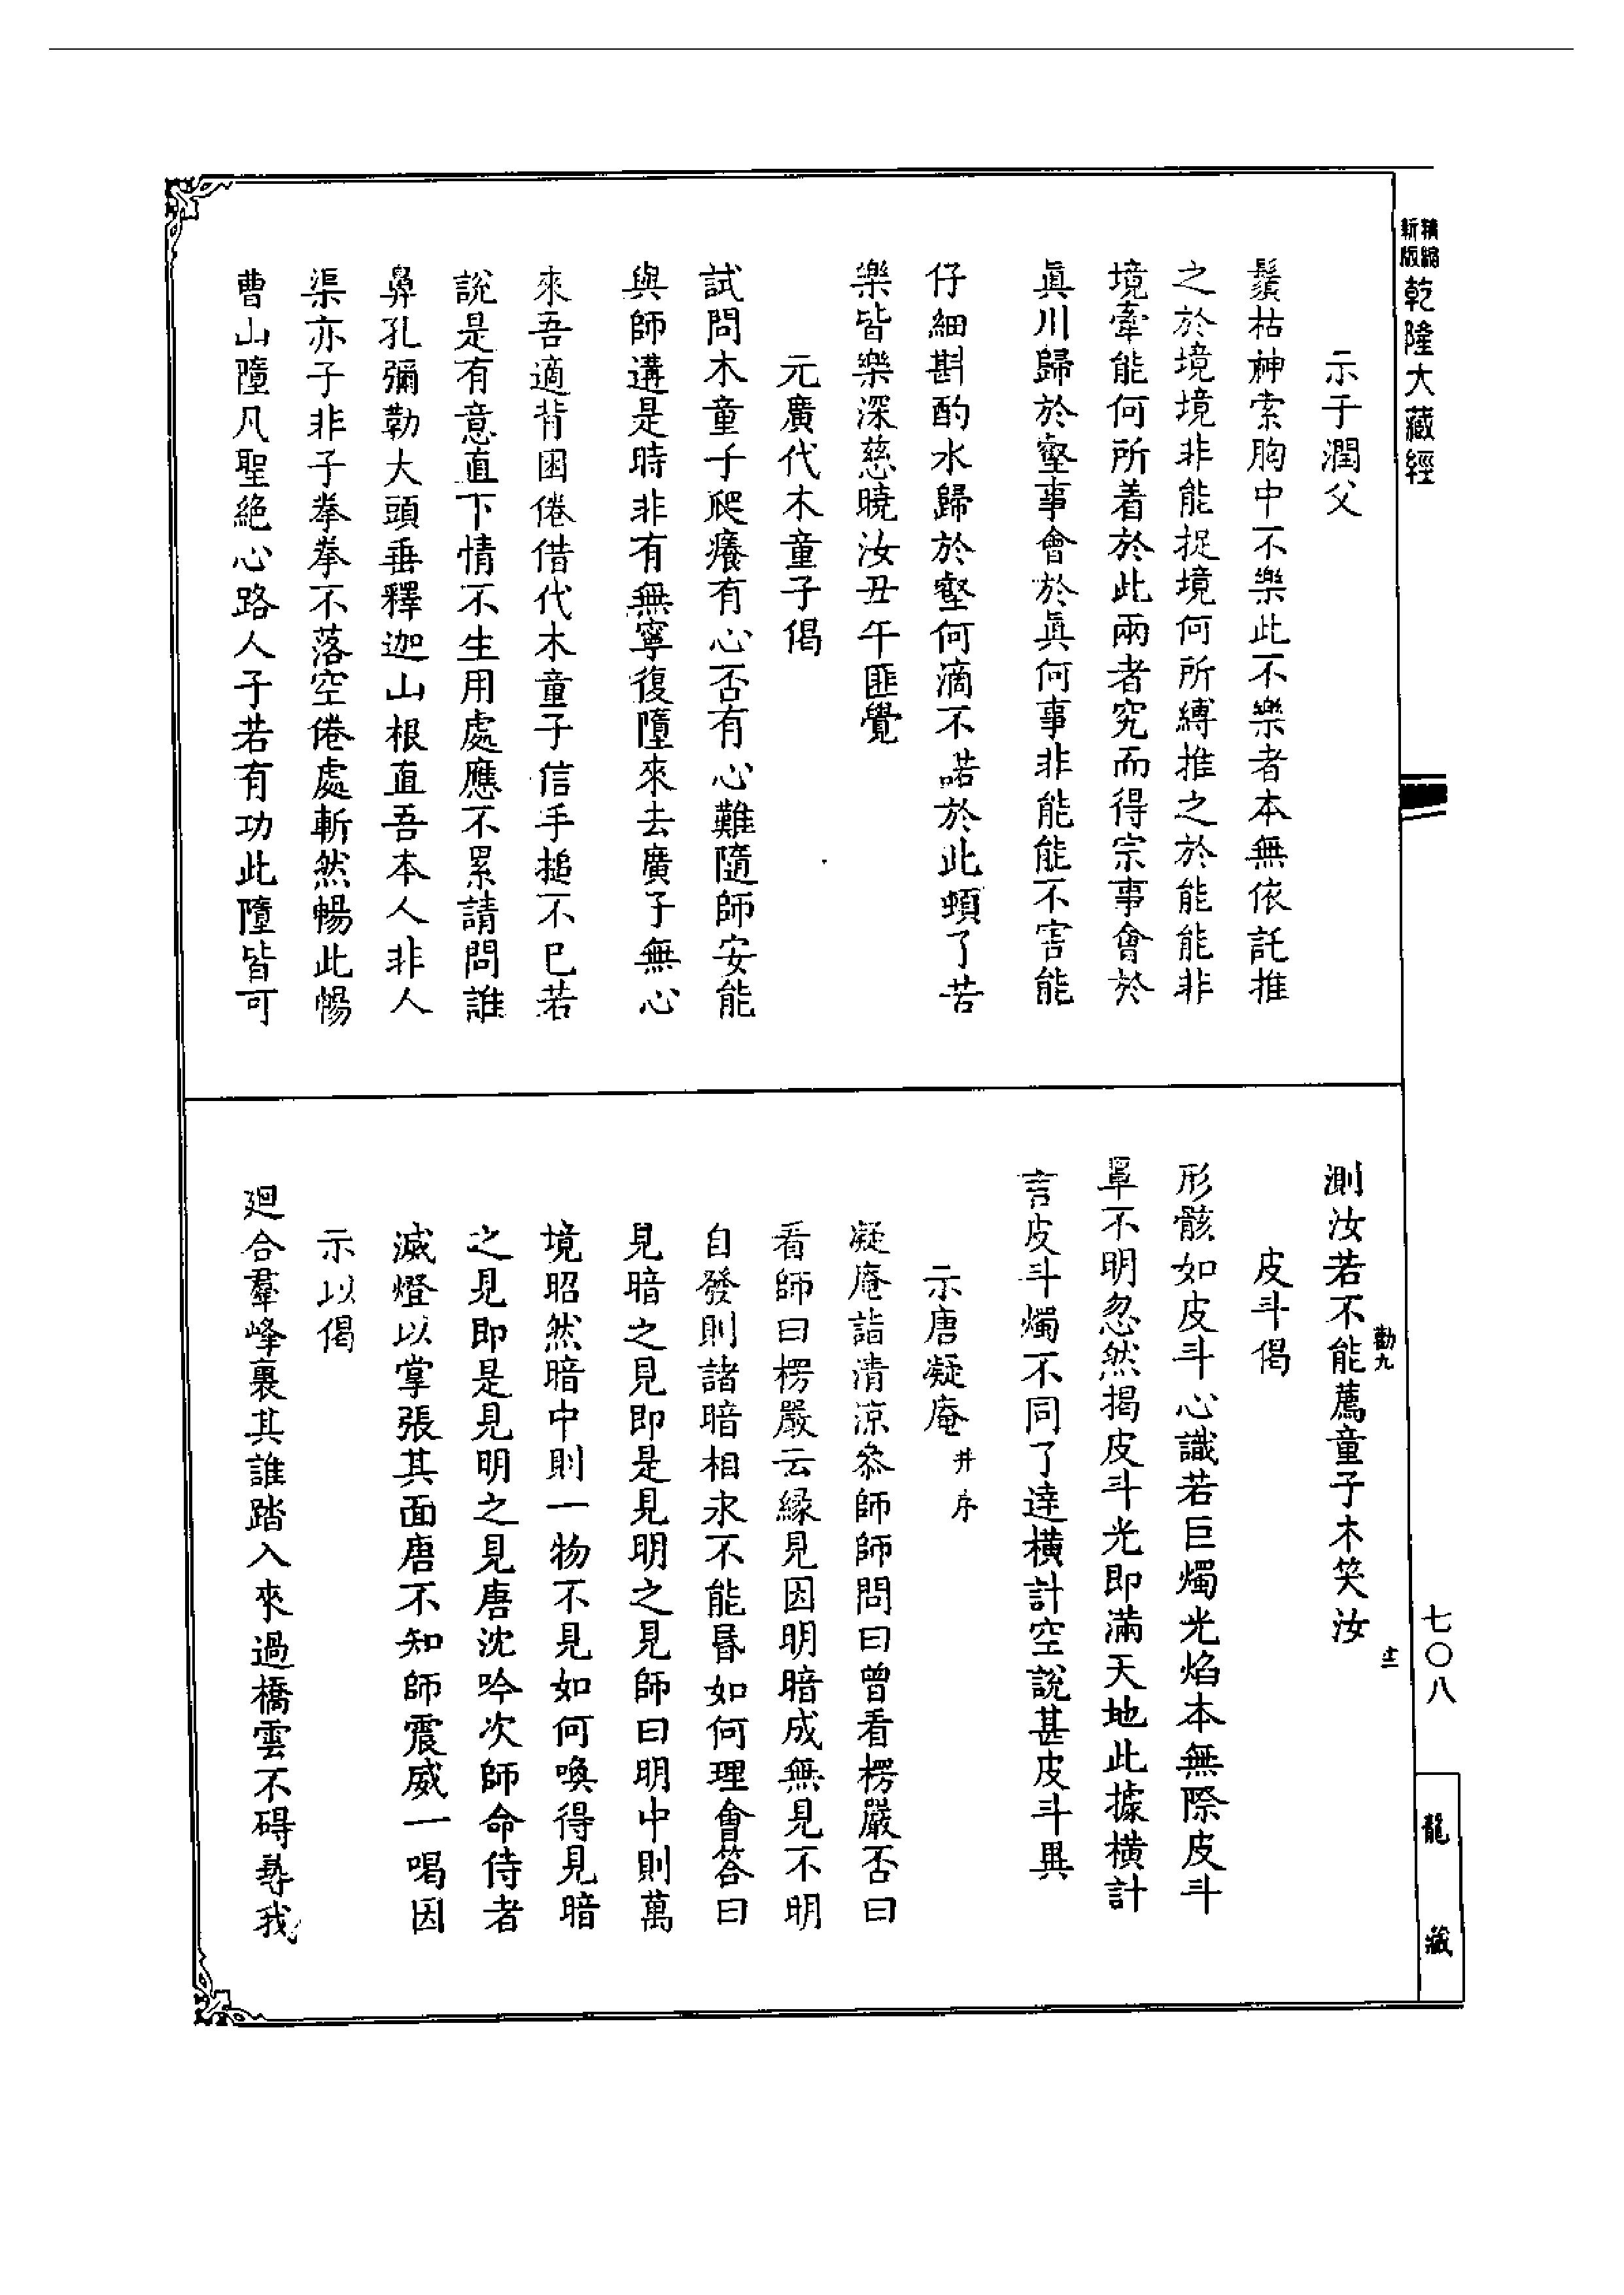 精縮新版乾隆大藏經
示于潤父
鬚枯神索胸中不樂此不樂者本無依託推
之於境境非能捉境何所縛推之於能能非
境牽能何所着於此兩者究而得宗事會於
眞川歸於壑事會於眞何事非能能不害能
仔細斟酌水歸於壑何滴不喏於此頓了苦
樂皆樂深慈曉汝丑午匪覺
元廣代木童子偈
試問木童子爬癢有心否有心難隨師安能
與師遘是時非有無寧復墮來去廣子無心
來吾適背困倦借代木童子信手搥不已若
說是有意直下情不生用處應不累請問誰
鼻孔彌勒大頭垂釋迦山根直吾本人非人
渠亦子非子拳拳不落空倦處斬然暢此暢
曹山墮凡聖絕心路人子若有功此墮皆可
測汝若不能薦童子木笑汝
皮斗偈
形骸如皮斗心識若巨燭光焰本無際皮斗
罩不明忽然揭皮斗光即滿天地此據橫計
言皮斗燭不同了達橫計空說甚皮斗異
示唐凝庵 并序
凝庵詣清涼叅師師問曰曾看楞嚴否曰
看師曰楞嚴云緣見因明暗成無見不明
自發則諸暗相永不能昬如何理會答曰
見暗之見即是見明之見師曰明中則萬
境昭然暗中則一物不見如何喚得見暗
之見即是見明之見唐沈吟次師命侍者
滅燈以掌張其面唐不知師震威一喝因
示以偈
廻合羣峰裏其誰踏入來過橋雲不碍尋我
勸九
十二
七〇八
龍藏